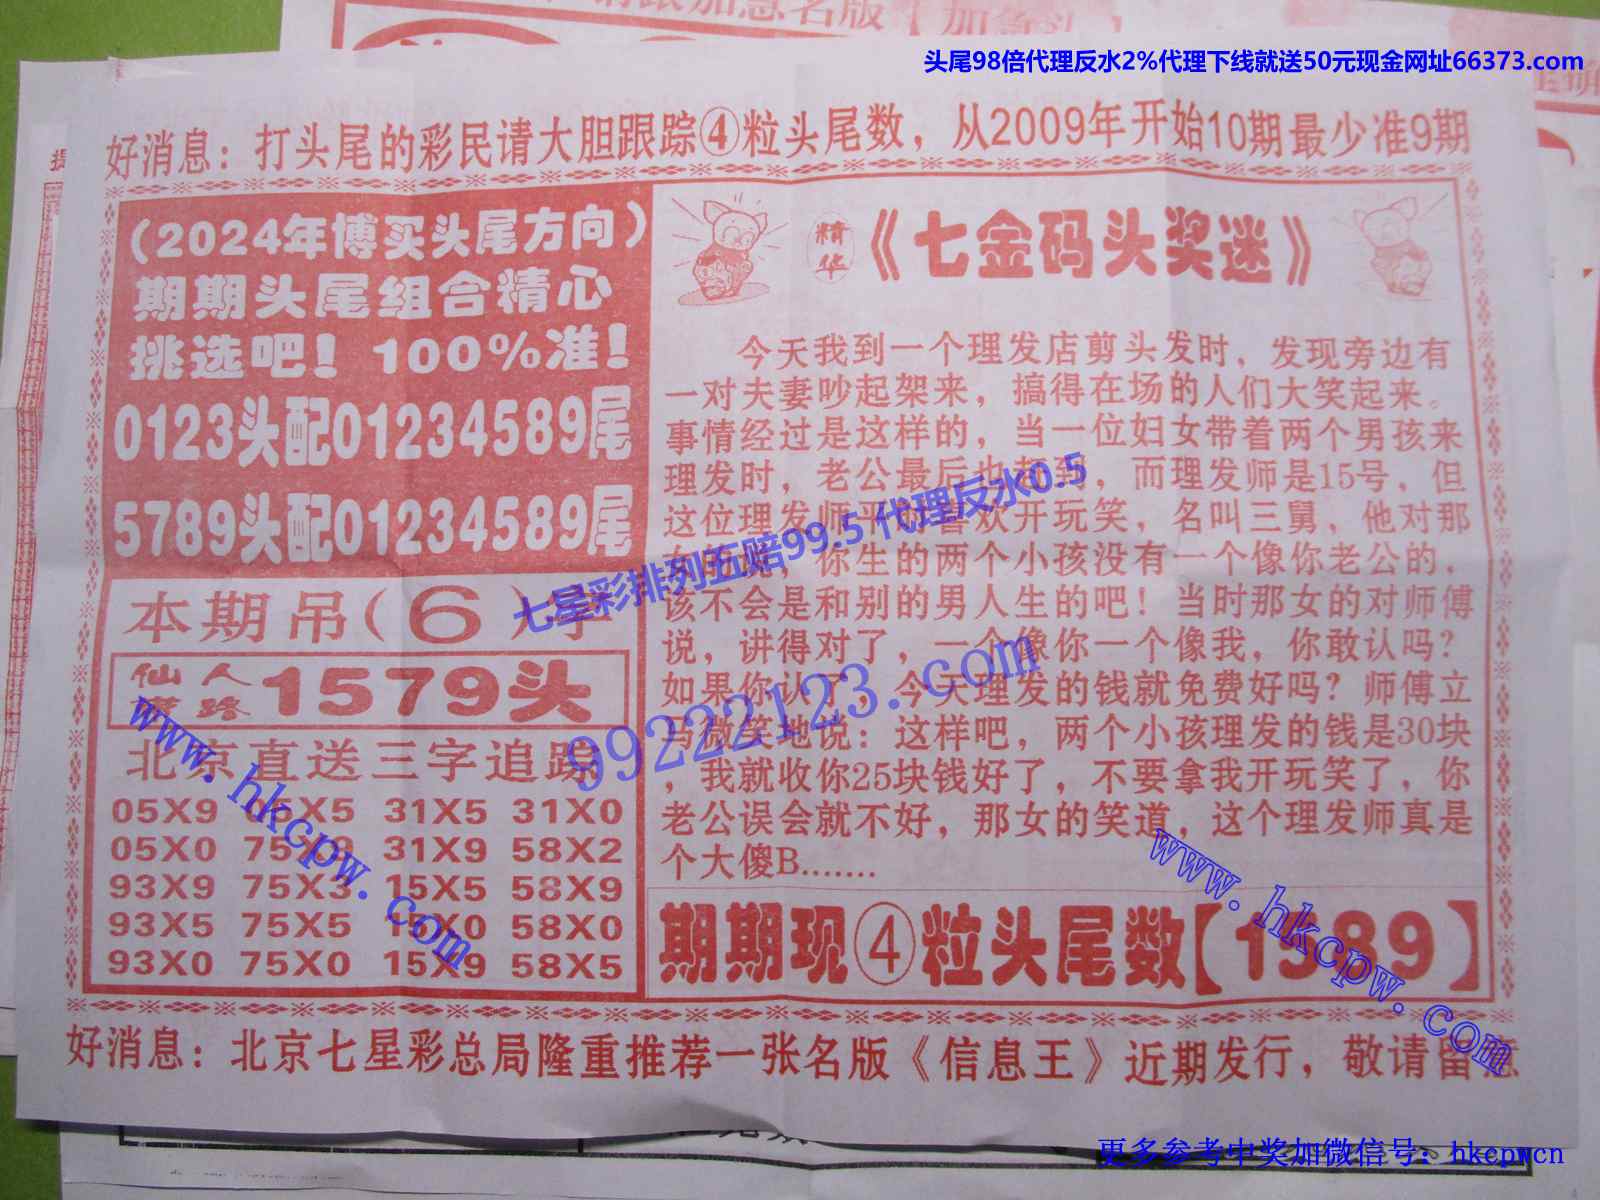 头尾98倍代理反水2%代理下线就送50元现金网址66373.com
好消息：打头尾的彩民请大胆跟踪④粒头尾数，从2009年开始10期最少准9期
（2024年博买头尾方向）
期期头尾组合精心
挑选吧！100%准！
0123头配01234589尾
5789头配01234589尾
本期吊（6）字
仙人
路 1579头
北京直送三字追踪
05X9 X5 31X5 31X0
05X0 75X 31X9 58X2
93X9 75X3 15X5 58X9
93X5 75X5 15X0 58X0
93X0 75X0 15X9 58X5
精华
《七金码头奖迷》
今天我到一个理发店剪头发时，发现旁边有
一对夫妻吵起架来，搞得在场的人们大笑起来。
事情经过是这样的，当一位妇女带着两个男孩来
理发时，老公最后也 到，而理发师是15号，但
这位理发师平 喜欢开玩笑，名叫三舅，他对那
女的说，你生的两个小孩没有一个像你老公的，
该不会是和别的男人生的吧！当时那女的对师傅
说，讲得对了，一个像你一个像我，你敢认吗？
如果你认了，今天理发的钱就免费好吗？师傅立
马微笑地说：这样吧，两个小孩理发的钱是30块
，我就收你25块钱好了，不要拿我开玩笑了，你
老公误会就不好，那女的笑道，这个理发师真是
个大傻B.......
期期现④粒头尾数【1589】
好消息：北京七星彩总局隆重推荐一张名版《信息王》近期发行，敬请留意
七星彩排列五赔99.5 代理反水0.5
99222123.com
www.hkcpw.com
www.hkcpw.com
更多参考中奖加微信号：hkcpwcn